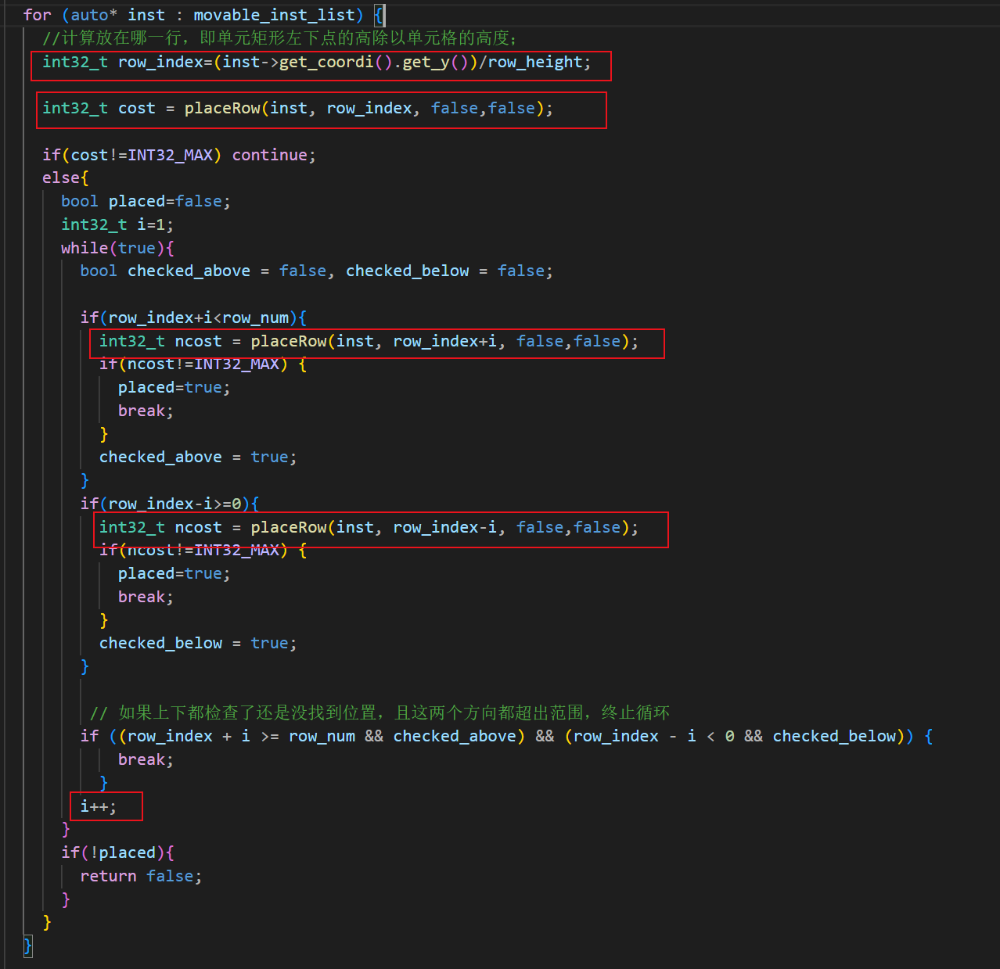 for (auto* inst : movable_inst_list) {
//计算放在哪一行，即单元矩形左下点的高除以单元格的高度；
int32_t row_index=(inst->get_coordi().get_y())/row_height;
int32_t cost = placeRow(inst, row_index, false,false);
if(cost!=INT32_MAX) continue;
else{
bool placed=false;
int32_t i=1;
while(true){
bool checked_above = false, checked_below = false;
if(row_index+i<row_num){
int32_t ncost = placeRow(inst, row_index+i, false,false);
if(ncost!=INT32_MAX) {
placed=true;
break;
}
checked_above = true;
}
if(row_index-i>=0){
int32_t ncost = placeRow(inst, row_index-i, false,false);
if(ncost!=INT32_MAX) {
placed=true;
break;
}
checked_below = true;
}
// 如果上下都检查了还是没找到位置，且这两个方向都超出范围，终止循环
if ((row_index + i >= row_num && checked_above) && (row_index - i < 0 && checked_below)) {
break;
}
i++;
}
if(!placed){
return false;
}
}
}